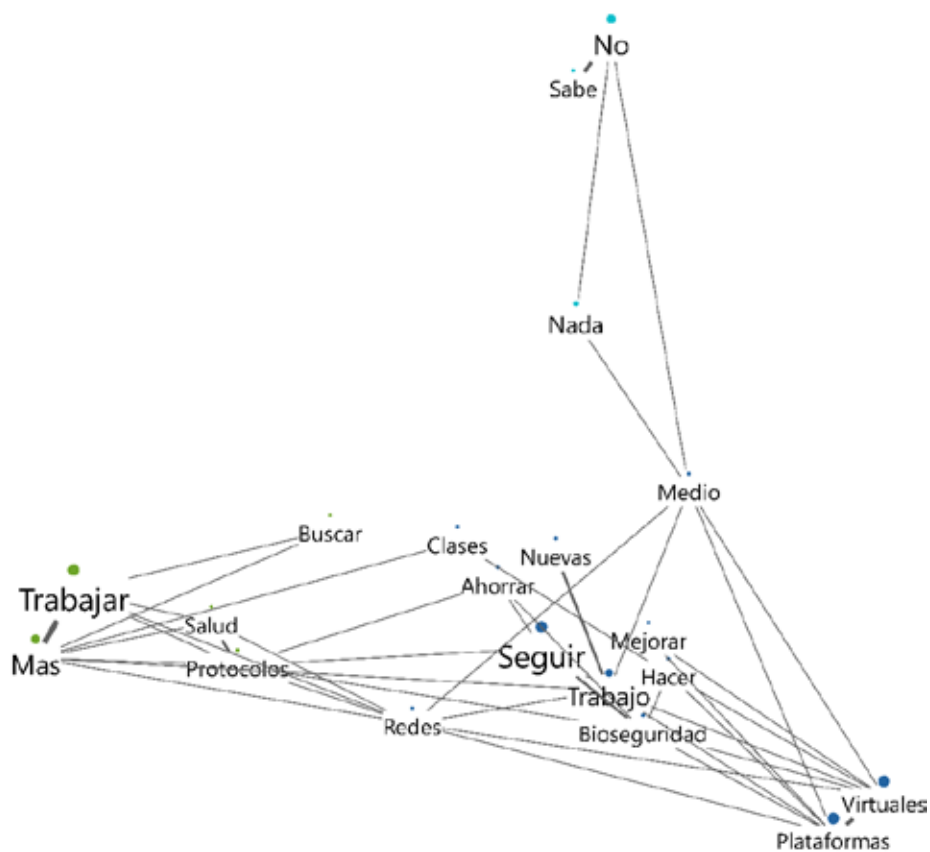 No
Sabe
Nada
Medio
Buscar
Clases
Nuevas
Ahorrar
Trabajar
Salud
Mejorar
Seguir
Mas
Protocolos
Hacer
Trabajo
Redes
Bioseguridad
Virtuales
Plataformas